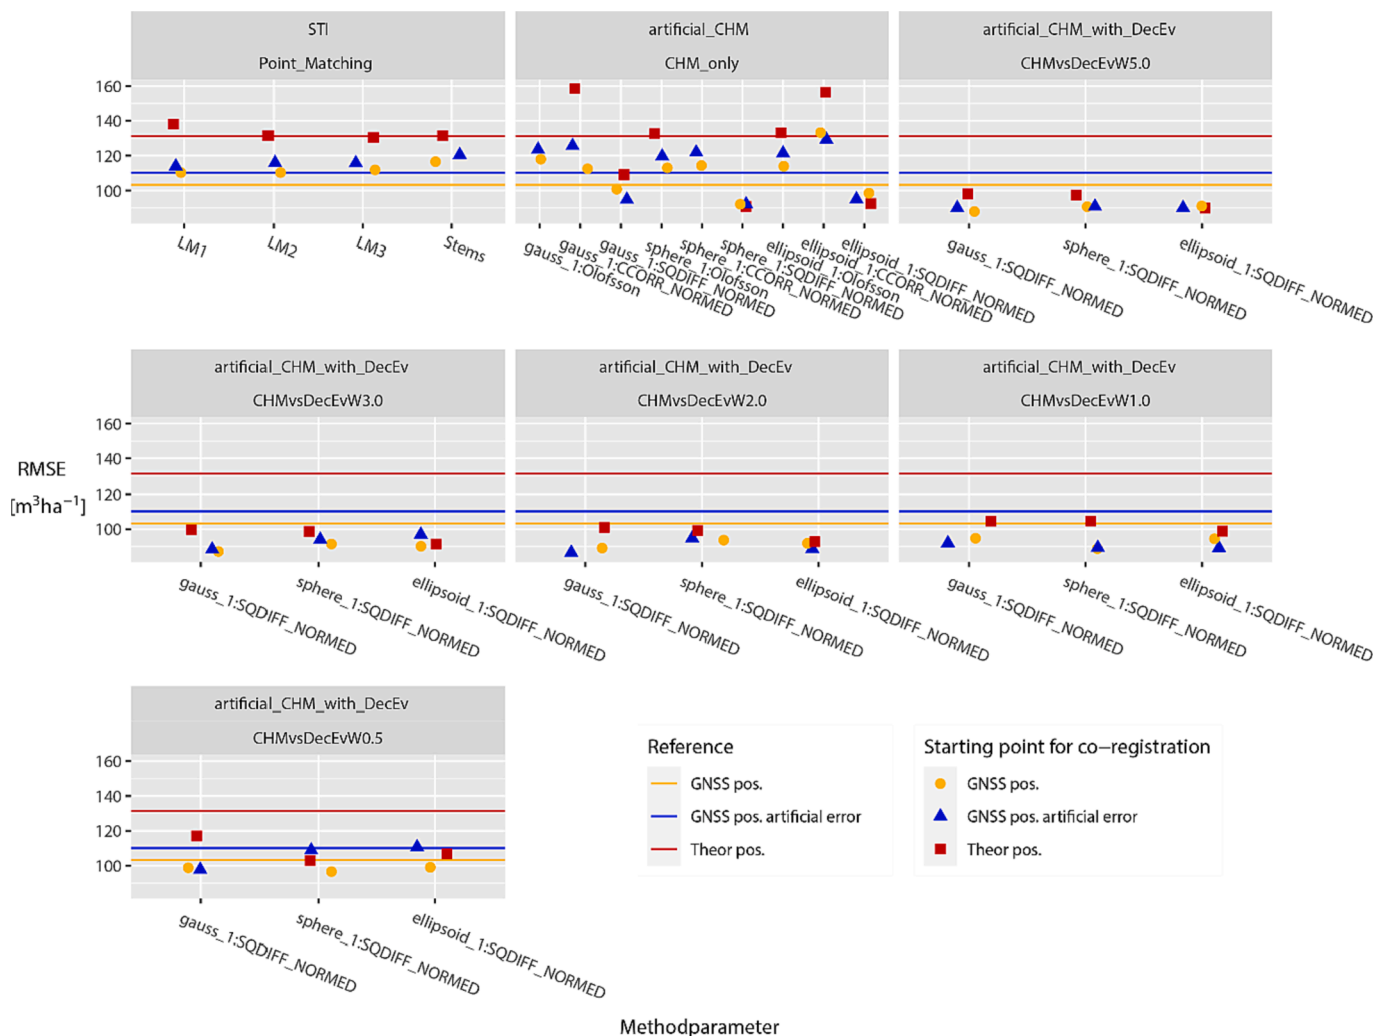 STI
Point_Matching
artificial_CHM
CHM_only
artificial_CHM_with_DecEv
CHMvsDecEvW5.0
160
140
120
100
LM1
LM2
LM3
Stems
gauss_1:Olofsson
gauss_1:CCORR_NORMED
gauss_1:SQDIFF_NORMED
sphere_1:Olofsson
sphere_1:CCORR_NORMED
sphere_1:SQDIFF_NORMED
ellipsoid_1:Olofsson
ellipsoid_1:CCORR_NORMED
ellipsoid_1:SQDIFF_NORMED
gauss_1:SQDIFF_NORMED
sphere_1:SQDIFF_NORMED
ellipsoid_1:SQDIFF_NORMED
artificial_CHM_with_DecEv
CHMvsDecEvW3.0
artificial_CHM_with_DecEv
CHMvsDecEvW2.0
artificial_CHM_with_DecEv
CHMvsDecEvW1.0
RMSE
[m³ha⁻¹]
160
140
120
100
gauss_1:SQDIFF_NORMED
sphere_1:SQDIFF_NORMED
ellipsoid_1:SQDIFF_NORMED
gauss_1:SQDIFF_NORMED
sphere_1:SQDIFF_NORMED
ellipsoid_1:SQDIFF_NORMED
gauss_1:SQDIFF_NORMED
sphere_1:SQDIFF_NORMED
ellipsoid_1:SQDIFF_NORMED
artificial_CHM_with_DecEv
CHMvsDecEvW0.5
160
140
120
100
gauss_1:SQDIFF_NORMED
sphere_1:SQDIFF_NORMED
ellipsoid_1:SQDIFF_NORMED
Reference
GNSS pos.
GNSS pos. artificial error
Theor pos.
Starting point for co-registration
GNSS pos.
GNSS pos. artificial error
Theor pos.
Methodparameter